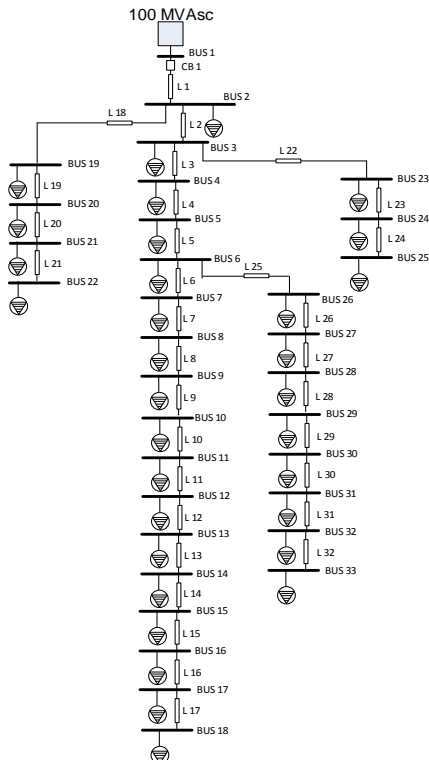 100 MVAsc
BUS 1
CB 1
L 1
BUS 2
L 18
L 2
BUS 3
L 22
BUS 19
L 3
BUS 23
L 19
BUS 4
L 23
BUS 20
L 4
BUS 24
L 20
BUS 5
L 24
BUS 21
L 5
BUS 25
L 21
BUS 6
L 25
BUS 22
L 6
BUS 26
BUS 7
L 26
L 7
BUS 27
BUS 8
L 27
L 8
BUS 28
BUS 9
L 28
L 9
BUS 29
BUS 10
L 29
L 10
BUS 30
BUS 11
L 30
L 11
BUS 31
BUS 12
L 31
L 12
BUS 32
BUS 13
L 32
L 13
BUS 33
BUS 14
L 14
BUS 15
L 15
BUS 16
L 16
BUS 17
L 17
BUS 18